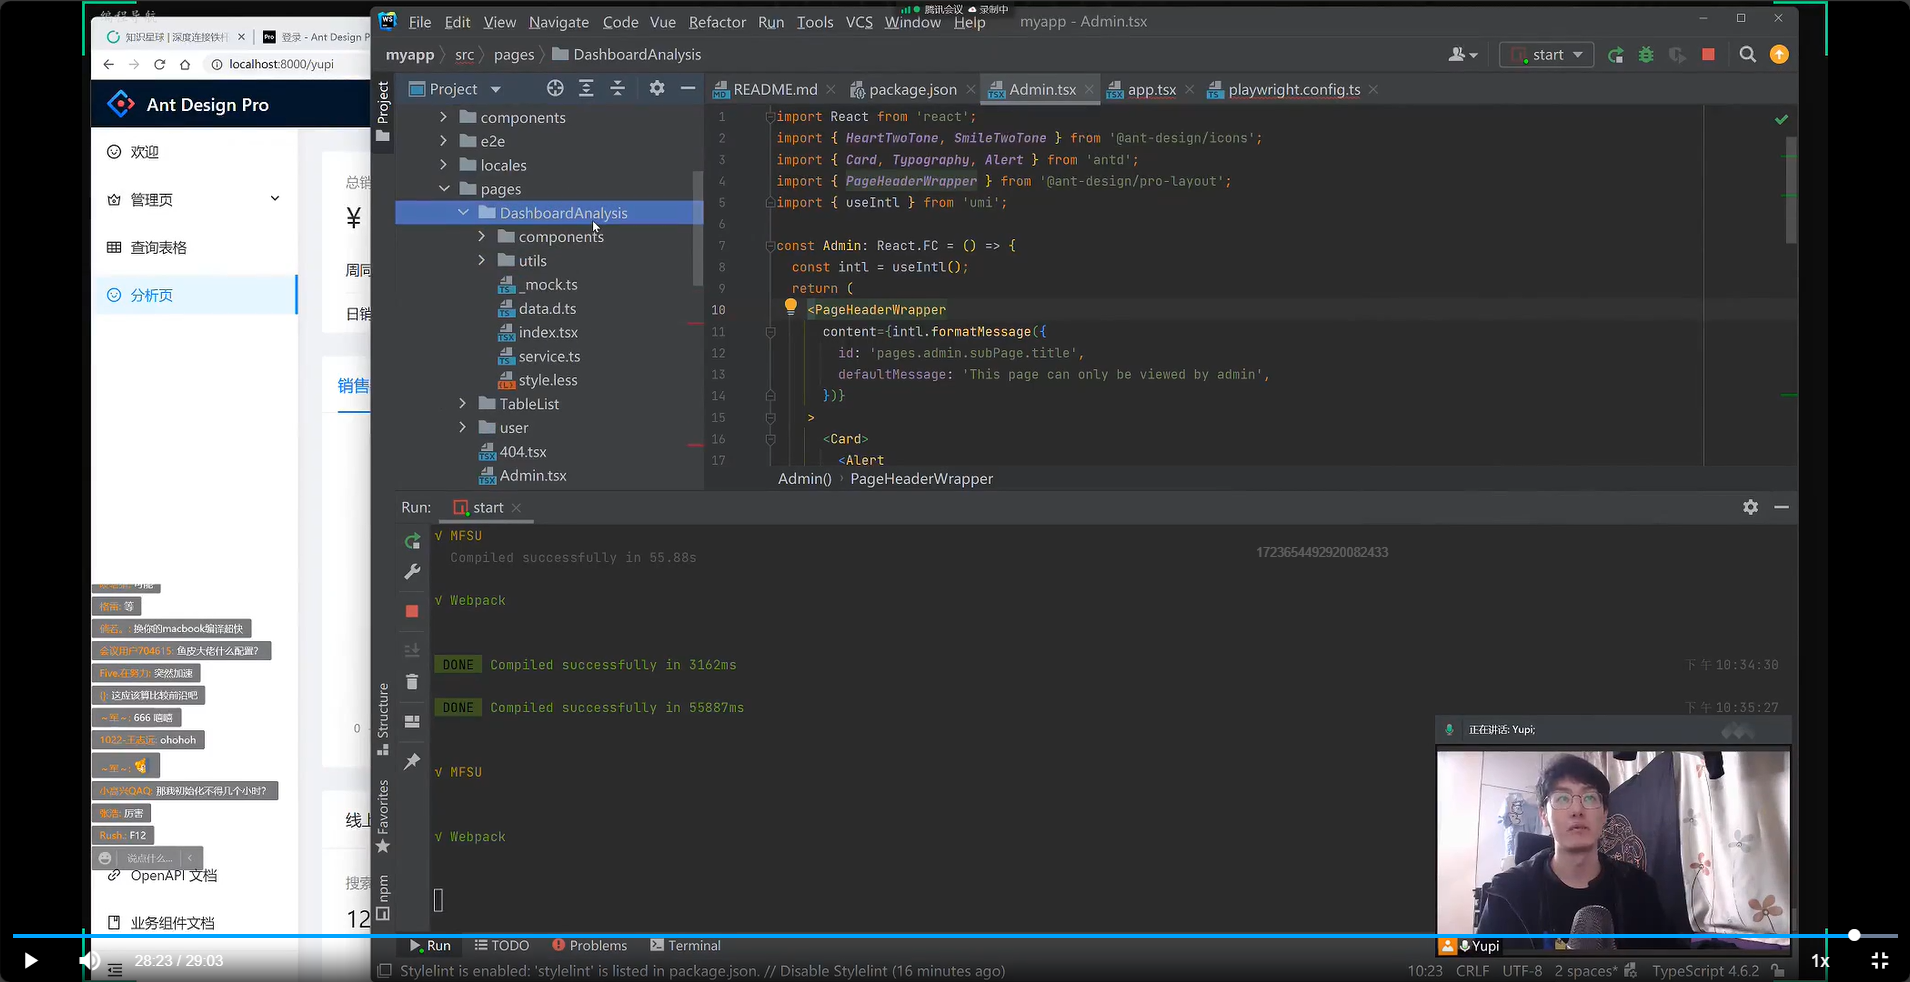 编程导航
腾讯会议 录制中
知识星球 | 深度连接铁杆
登录 - Ant Design P
localhost:8000/yupi
Ant Design Pro
欢迎
管理页
查询表格
分析页
总销
¥
周同
日销
销售
0
线上
搜索
12
格雷: 等
倘若。: 换你的macbook编译超快
会议用户704615: 鱼皮大佬什么配置?
Five.在努力: 突然加速
[]: 这应该算比较前沿吧
~军~: 666 嘻嘻
1022-王志远: ohohoh
~军~:
小嘉兴QAQ: 那我初始化不得几个小时?
张浩: 厉害
Rush.: F12
说点什么...
OpenAPI 文档
业务组件文档
File Edit View Navigate Code Vue Refactor Run Tools VCS Window Help myapp - Admin.tsx
myapp src pages DashboardAnalysis
start
Project
Project
components
e2e
locales
pages
DashboardAnalysis
components
utils
_mock.ts
data.d.ts
index.tsx
service.ts
style.less
TableList
user
404.tsx
Admin.tsx
README.md package.json Admin.tsx app.tsx playwright.config.ts
1 import React from 'react';
2 import { HeartTwoTone, SmileTwoTone } from '@ant-design/icons';
3 import { Card, Typography, Alert } from 'antd';
4 import { PageHeaderWrapper } from '@ant-design/pro-layout';
5 import { useIntl } from 'umi';
6
7 const Admin: React.FC = () => {
8 const intl = useIntl();
9 return (
10 <PageHeaderWrapper
11 content={intl.formatMessage({
12 id: 'pages.admin.subPage.title',
13 defaultMessage: 'This page can only be viewed by admin',
14 })}
15 >
16 <Card>
17 <Alert
Admin() PageHeaderWrapper
Run: start
√ MFSU
Compiled successfully in 55.88s
1723654492920082433
√ Webpack
DONE Compiled successfully in 3162ms 下午10:34:30
DONE Compiled successfully in 55887ms 下午10:35:27
√ MFSU
√ Webpack
Structure
Favorites
npm
正在讲话: Yupi;
Yupi
Run TODO Problems Terminal
Stylelint is enabled: 'stylelint' is listed in package.json. // Disable Stylelint (16 minutes ago)
10:23 CRLF UTF-8 2 spaces* TypeScript 4.6.2
28:23 / 29:03
1x